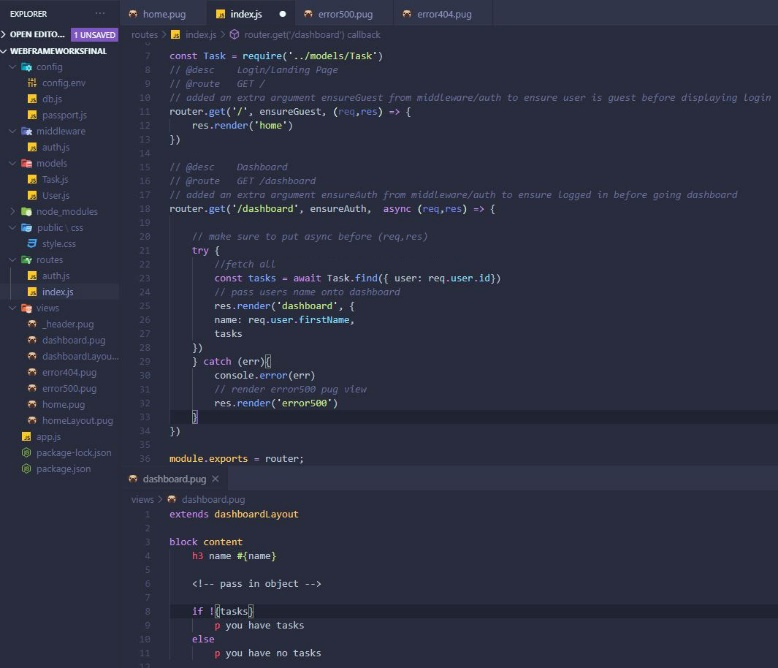 EXPLORER
home.pug
index.js
error500.pug
error404.pug
OPEN EDITO... 1 UNSAVED
routes > index.js > router.get('/dashboard') callback
WEBFRAMEWORKSFINAL
config
config.env
db.js
passport.js
middleware
auth.js
models
Task.js
User.js
node_modules
public \ css
style.css
routes
auth.js
index.js
views
_header.pug
dashboard.pug
dashboardLayou...
error404.pug
error500.pug
home.pug
homeLayout.pug
app.js
package-lock.json
package.json
7 const Task = require('../models/Task')
8 // @desc Login/Landing Page
9 // @route GET /
10 // added an extra argument ensureGuest from middleware/auth to ensure user is guest before displaying login
11 router.get('/', ensureGuest, (req,res) => {
12 res.render('home')
13 })
14
15 // @desc Dashboard
16 // @route GET /dashboard
17 // added an extra argument ensureAuth from middleware/auth to ensure logged in before going dashboard
18 router.get('/dashboard', ensureAuth, async (req,res) => {
19
20 // make sure to put async before (req,res)
21 try {
22 //fetch all
23 const tasks = await Task.find({ user: req.user.id})
24 // pass users name onto dashboard
25 res.render('dashboard', {
26 name: req.user.firstName,
27 tasks
28 })
29 } catch (err){
30 console.error(err)
31 // render error500 pug view
32 res.render('error500')
33 }
34 })
35
36 module.exports = router;
dashboard.pug
views > dashboard.pug
1 extends dashboardLayout
2
3 block content
4 h3 name #{name}
5
6 <!-- pass in object -->
7
8 if !(tasks)
9 p you have tasks
10 else
11 p you have no tasks